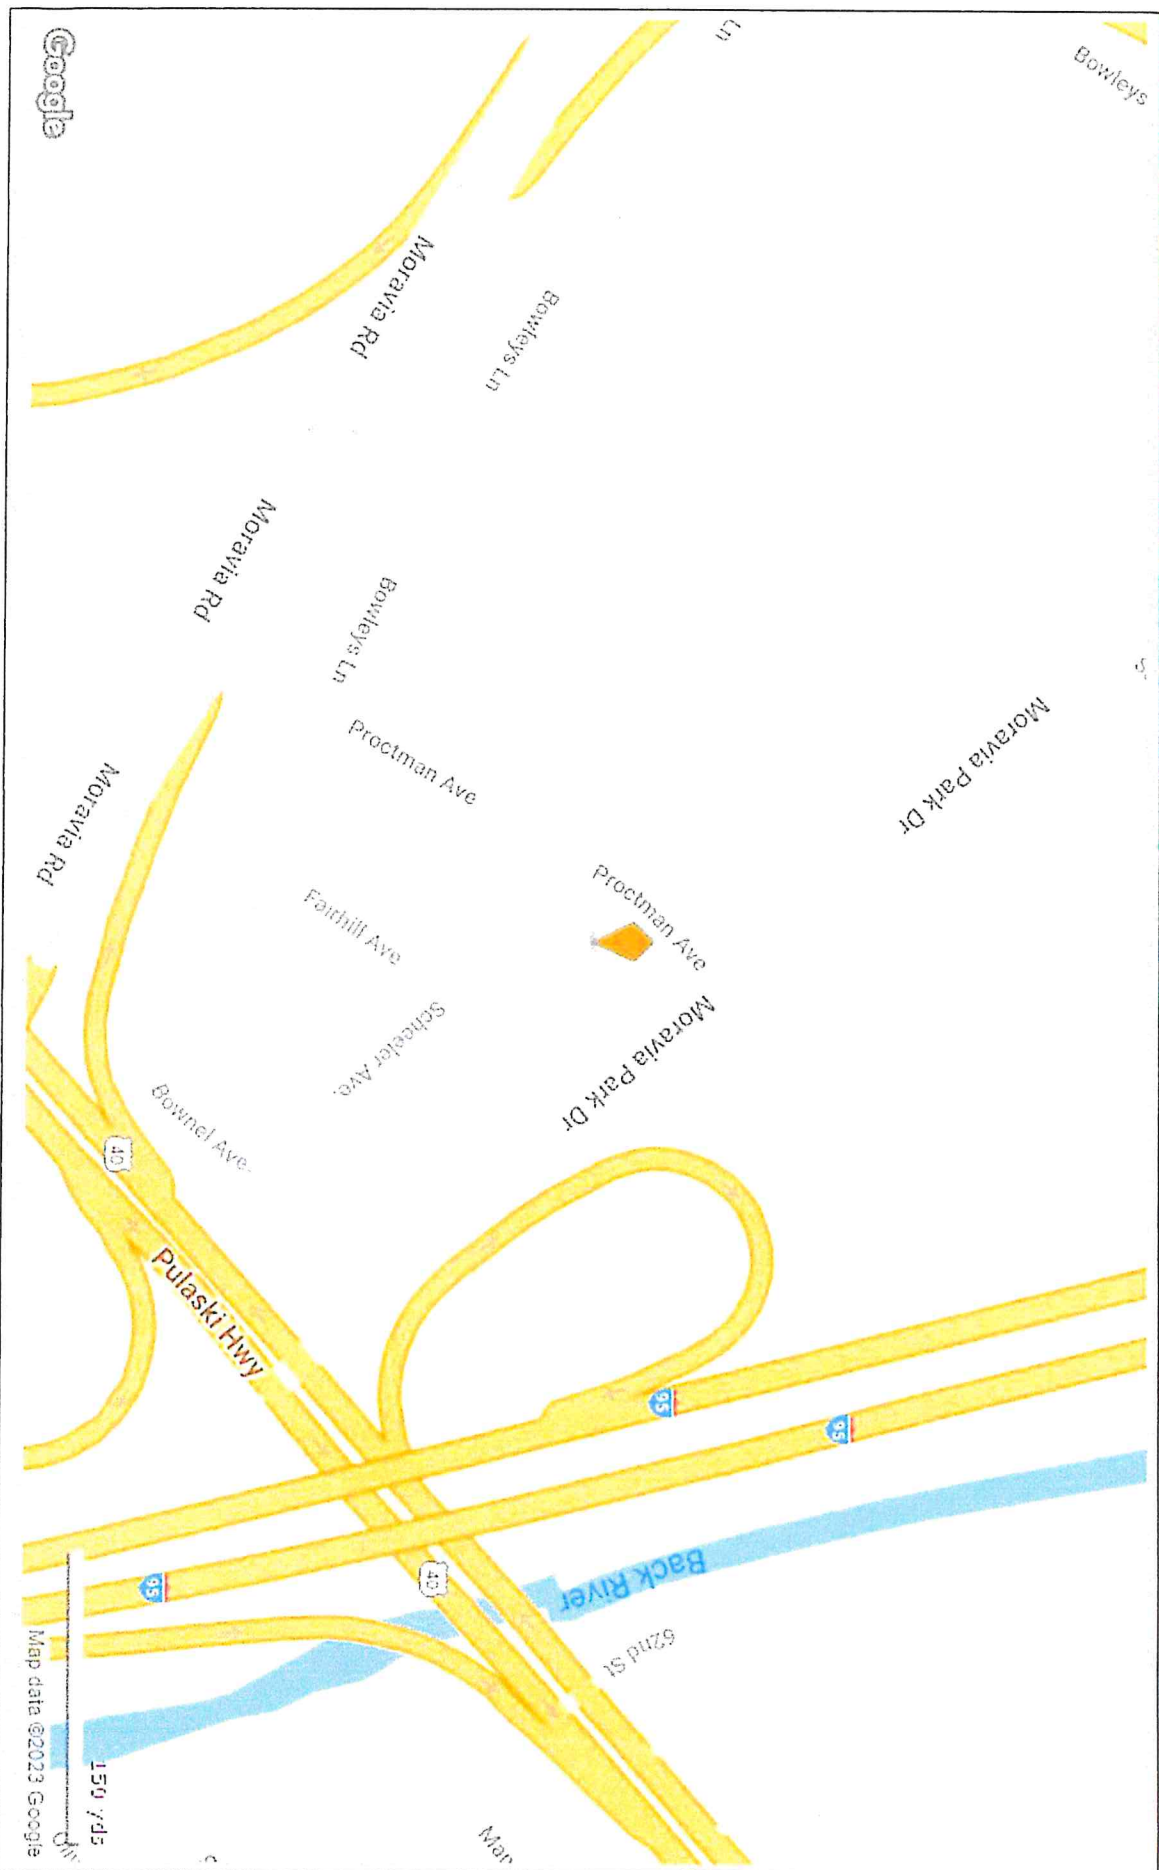 Ln
Bowleys
Google
Moravia Rd
Bowleys Ln
Moravia Rd
Bowleys Ln
Moravia Park Dr
Proctman Ave
Moravia Rd
Proctman Ave
Fairhill Ave
Moravia Park Dr
Scheeler Ave.
Bownel Ave.
40
Pulaski Hwy
95
95
40
95
Back River
62nd St
150 yds
Map data ©2023 Google